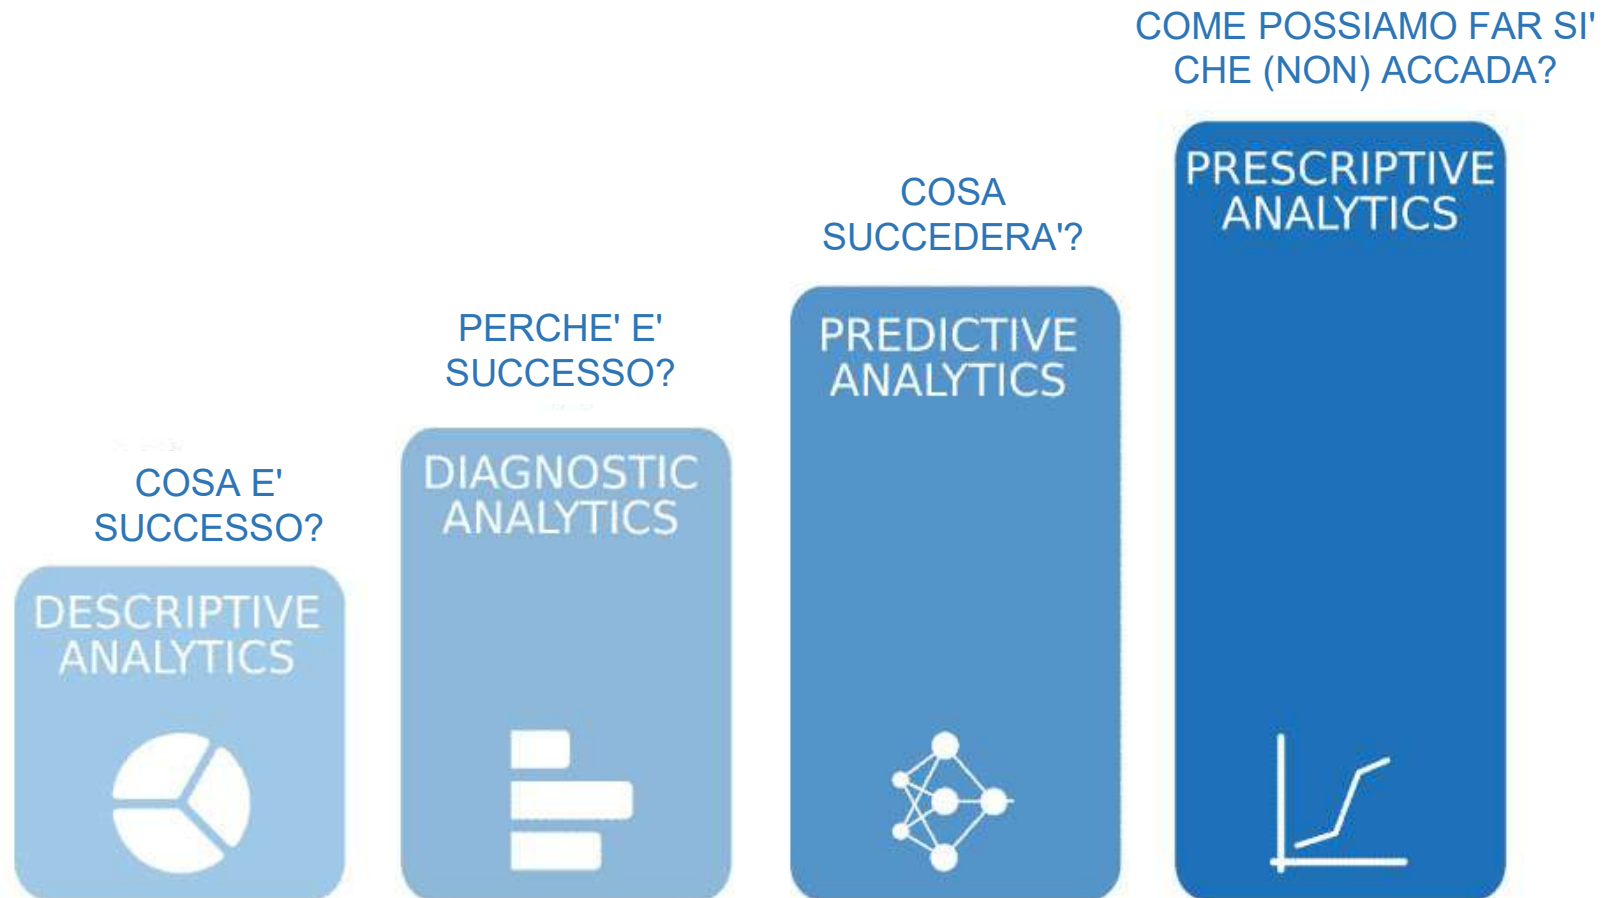 COME POSSIAMO FAR SI'
CHE (NON) ACCADA?
PRESCRIPTIVE
ANALYTICS
COSA
SUCCEDERA'?
PREDICTIVE
ANALYTICS
PERCHE' E'
SUCCESSO?
DIAGNOSTIC
ANALYTICS
COSA E'
SUCCESSO?
DESCRIPTIVE
ANALYTICS